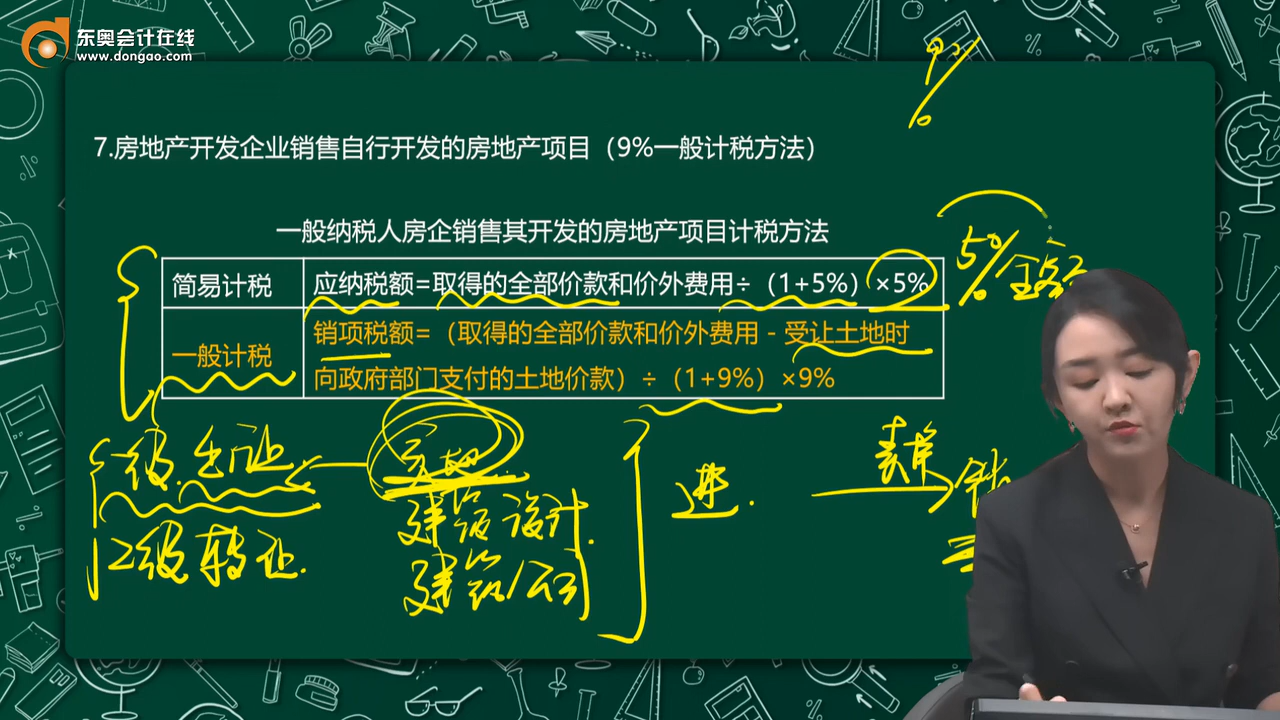 东奥会计在线
www.dongao.com
9%
7.房地产开发企业销售自行开发的房地产项目（9%一般计税方法）
一般纳税人房企销售其开发的房地产项目计税方法
简易计税
应纳税额=取得的全部价款和价外费用÷（1+5%）×5%
5% 全额
一般计税
销项税额=（取得的全部价款和价外费用－受让土地时
向政府部门支付的土地价款）÷（1+9%）×9%
一级.出让
土地
建筑设计.
进.
2级转让.
建筑公司